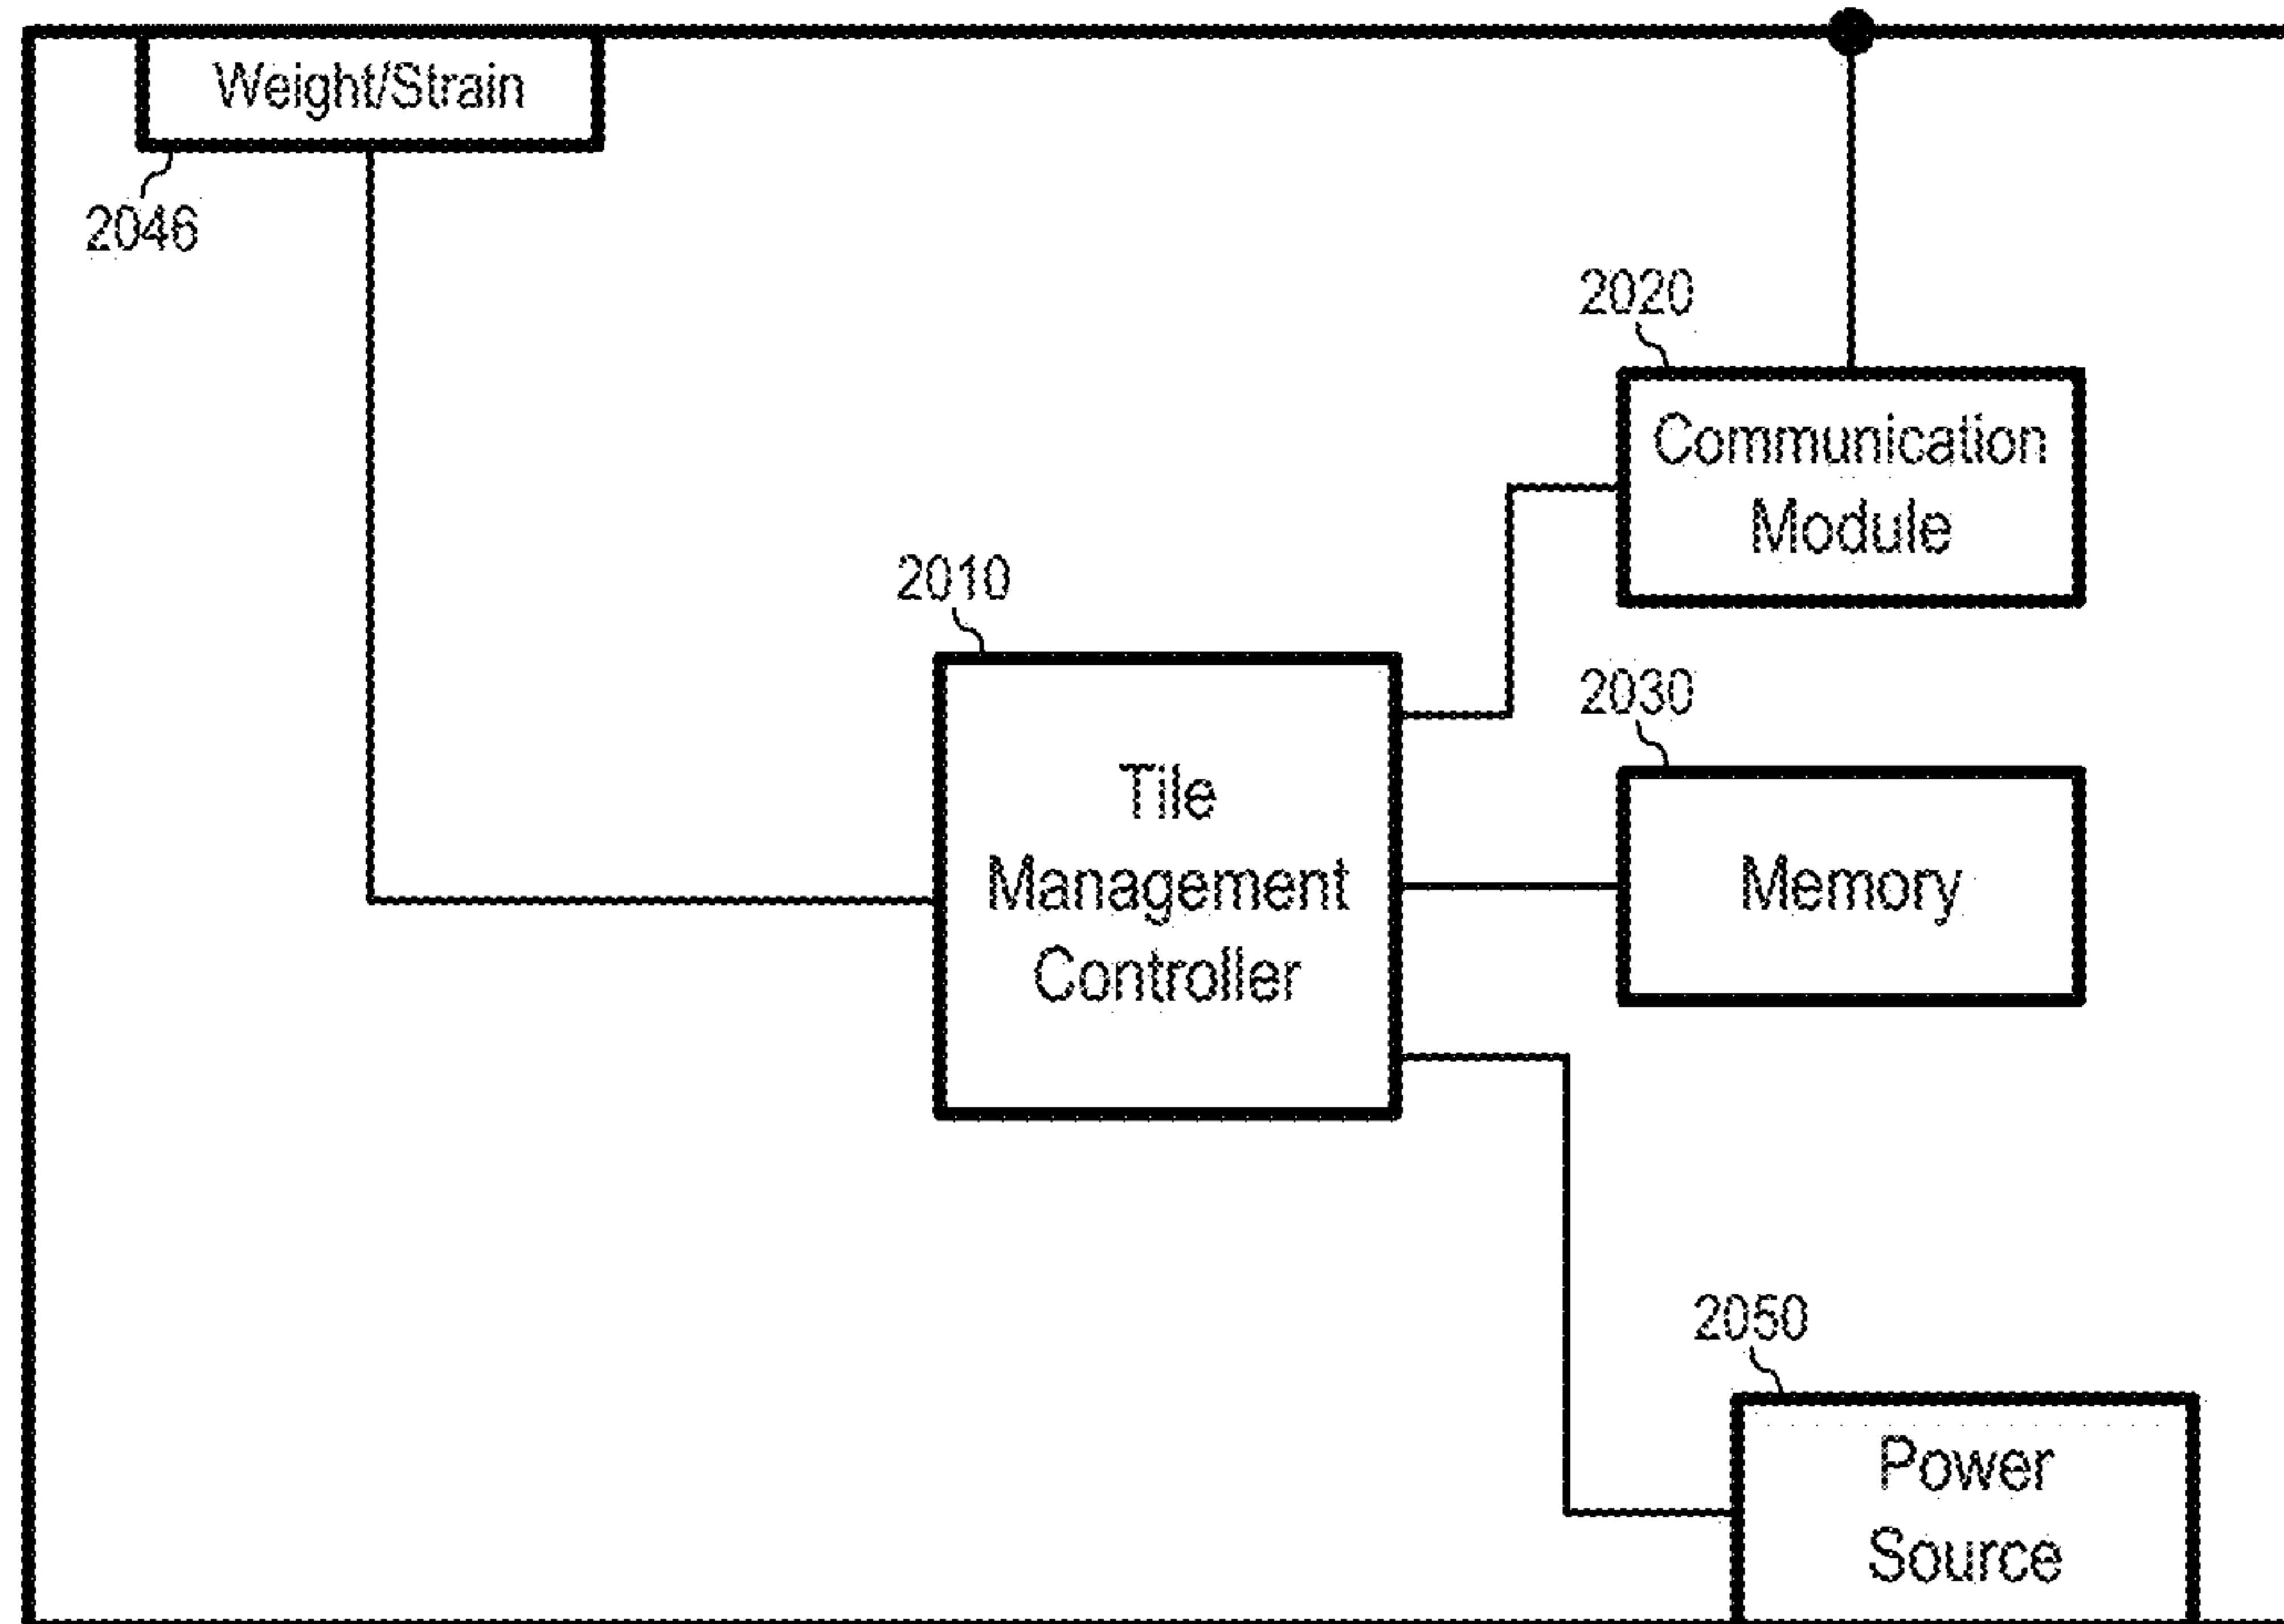 Weight/Strain
2046
2020
Communication
Module
2010
Tile
Management
Controller
2030
Memory
2050
Power
Source